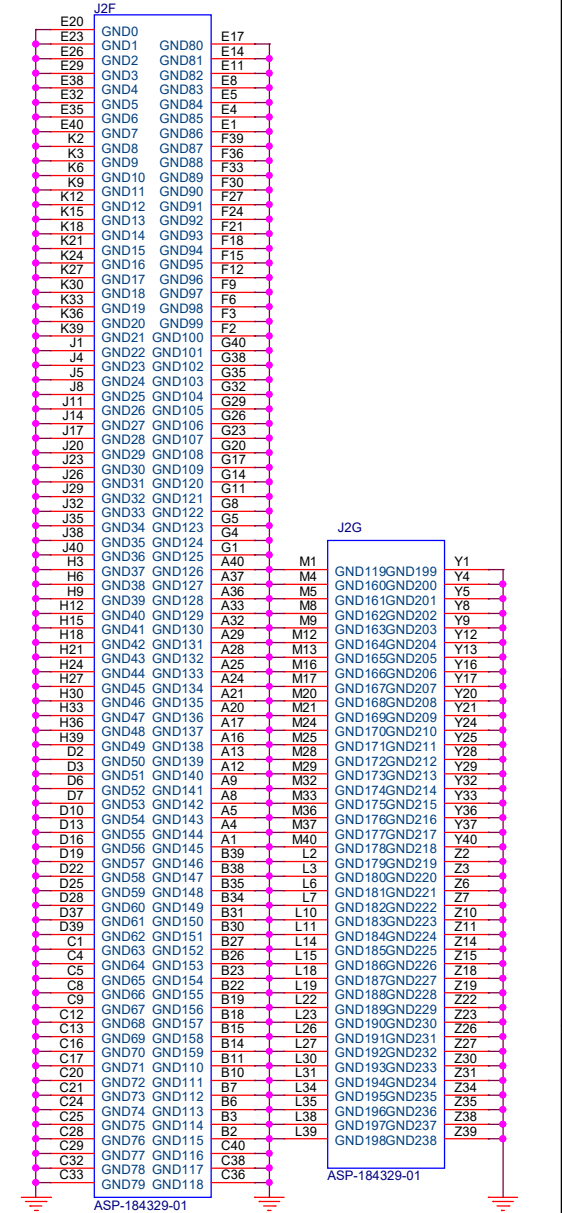 J2F
E20 GND0
E23 GND1 GND80 E17
E26 GND2 GND81 E14
E29 GND3 GND82 E11
E38 GND4 GND83 E8
E32 GND5 GND84 E5
E35 GND6 GND85 E4
E40 GND7 GND86 E1
K2 GND8 GND87 F39
K3 GND9 GND88 F36
K6 GND10 GND89 F33
K9 GND11 GND90 F30
K12 GND12 GND91 F27
K15 GND13 GND92 F24
K18 GND14 GND93 F21
K21 GND15 GND94 F18
K24 GND16 GND95 F15
K27 GND17 GND96 F12
K30 GND18 GND97 F9
K33 GND19 GND98 F6
K36 GND20 GND99 F3
K39 GND21 GND100 F2
J1 GND22 GND101 G40
J4 GND23 GND102 G38
J5 GND24 GND103 G35
J8 GND25 GND104 G32
J11 GND26 GND105 G29
J14 GND27 GND106 G26
J17 GND28 GND107 G23
J20 GND29 GND108 G20
J23 GND30 GND109 G17
J26 GND31 GND120 G14
J29 GND32 GND121 G11
J32 GND33 GND122 G8
J35 GND34 GND123 G5
J38 GND35 GND124 G4
J40 GND36 GND125 G1
H3 GND37 GND126 A40
H6 GND38 GND127 A37
H9 GND39 GND128 A36
H12 GND40 GND129 A33
H15 GND41 GND130 A32
H18 GND42 GND131 A29
H21 GND43 GND132 A28
H24 GND44 GND133 A25
H27 GND45 GND134 A24
H30 GND46 GND135 A21
H33 GND47 GND136 A20
H36 GND48 GND137 A17
H39 GND49 GND138 A16
D2 GND50 GND139 A13
D3 GND51 GND140 A12
D6 GND52 GND141 A9
D7 GND53 GND142 A8
D10 GND54 GND143 A5
D13 GND55 GND144 A4
D16 GND56 GND145 A1
D19 GND57 GND146 B39
D22 GND58 GND147 B38
D25 GND59 GND148 B35
D28 GND60 GND149 B34
D37 GND61 GND150 B31
D39 GND62 GND151 B30
C1 GND63 GND152 B27
C4 GND64 GND153 B26
C5 GND65 GND154 B23
C8 GND66 GND155 B22
C9 GND67 GND156 B19
C12 GND68 GND157 B18
C13 GND69 GND158 B15
C16 GND70 GND159 B14
C17 GND71 GND110 B11
C20 GND72 GND111 B10
C21 GND73 GND112 B7
C24 GND74 GND113 B6
C25 GND75 GND114 B3
C28 GND76 GND115 B2
C29 GND77 GND116 C40
C32 GND78 GND117 C38
C33 GND79 GND118 C36
ASP-184329-01
J2G
M1 GND119 GND199 Y1
M4 GND160 GND200 Y4
M5 GND161 GND201 Y5
M8 GND162 GND202 Y8
M9 GND163 GND203 Y9
M12 GND164 GND204 Y12
M13 GND165 GND205 Y13
M16 GND166 GND206 Y16
M17 GND167 GND207 Y17
M20 GND168 GND208 Y20
M21 GND169 GND209 Y21
M24 GND170 GND210 Y24
M25 GND171 GND211 Y25
M28 GND172 GND212 Y28
M29 GND173 GND213 Y29
M32 GND174 GND214 Y32
M33 GND175 GND215 Y33
M36 GND176 GND216 Y36
M37 GND177 GND217 Y37
M40 GND178 GND218 Y40
L2 GND179 GND219 Z2
L3 GND180 GND220 Z3
L6 GND181 GND221 Z6
L7 GND182 GND222 Z7
L10 GND183 GND223 Z10
L11 GND184 GND224 Z11
L14 GND185 GND225 Z14
L15 GND186 GND226 Z15
L18 GND187 GND227 Z18
L19 GND188 GND228 Z19
L22 GND189 GND229 Z22
L23 GND190 GND230 Z23
L26 GND191 GND231 Z26
L27 GND192 GND232 Z27
L30 GND193 GND233 Z30
L31 GND194 GND234 Z31
L34 GND195 GND235 Z34
L35 GND196 GND236 Z35
L38 GND197 GND237 Z38
L39 GND198 GND238 Z39
ASP-184329-01